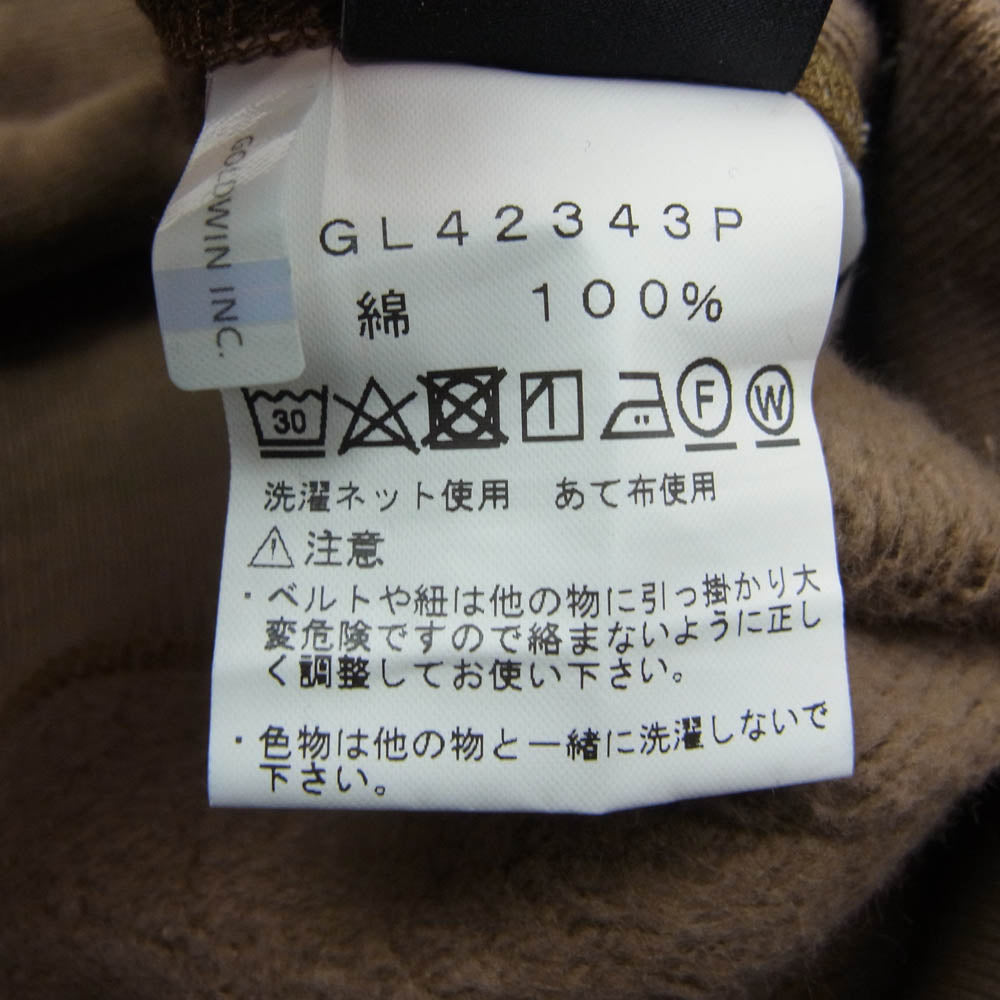 GOLDWIN INC.
GL42343P
綿 100%
30 F W
洗濯ネット使用 あて布使用
注意
・ベルトや紐は他の物に引っ掛かり大
変危険ですので絡まないように正し
く調整してお使い下さい。
・色物は他の物と一緒に洗濯しないで
下さい。